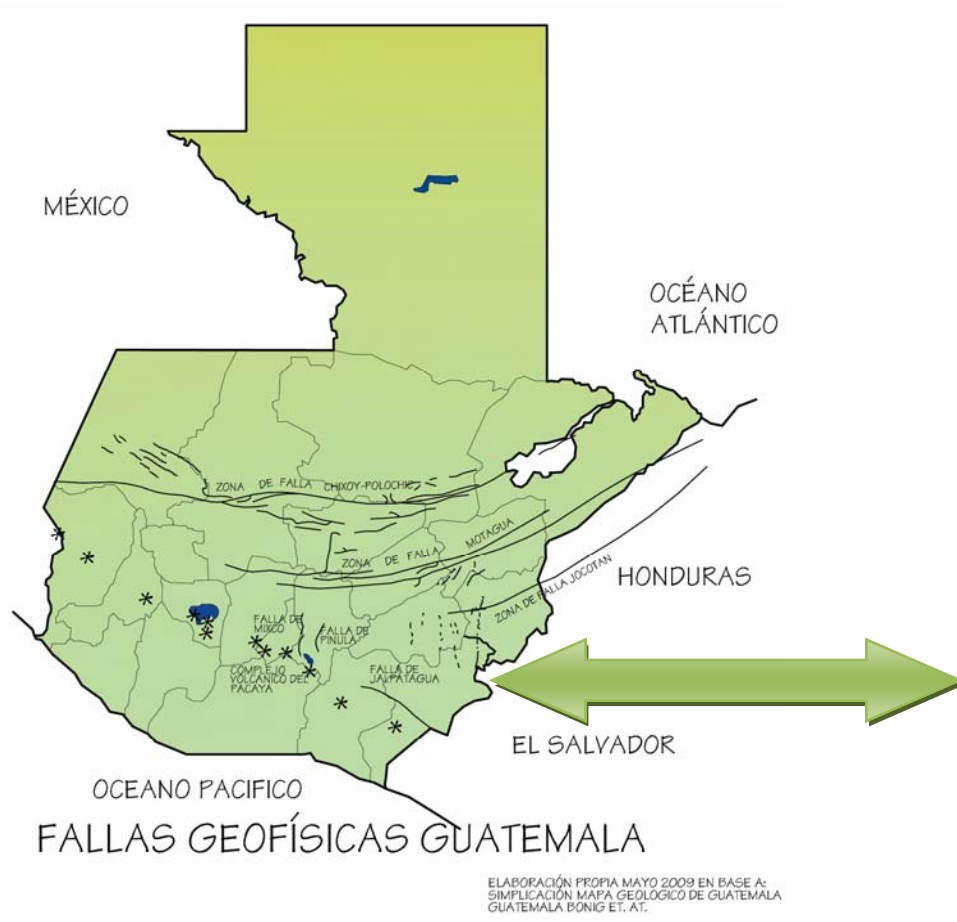 MÉXICO
OCÉANO
ATLÁNTICO
ZONA DE FALLA CHIXOY-POLOCHIC
ZONA DE FALLA MOTAGUA
HONDURAS
ZONA DE FALLA JOCOTAN
FALLA DE
MIXCO
FALLA DE
PINULA
COMPLEJO
VOLCANICO DEL
PACAYA
FALLA DE
JALPATAGUA
EL SALVADOR
OCEANO PACIFICO
FALLAS GEOFÍSICAS GUATEMALA
ELABORACIÓN PROPIA MAYO 2009 EN BASE A:
SIMPLICACIÓN MAPA GEOLOGICO DE GUATEMALA
GUATEMALA BONIG ET. AT.